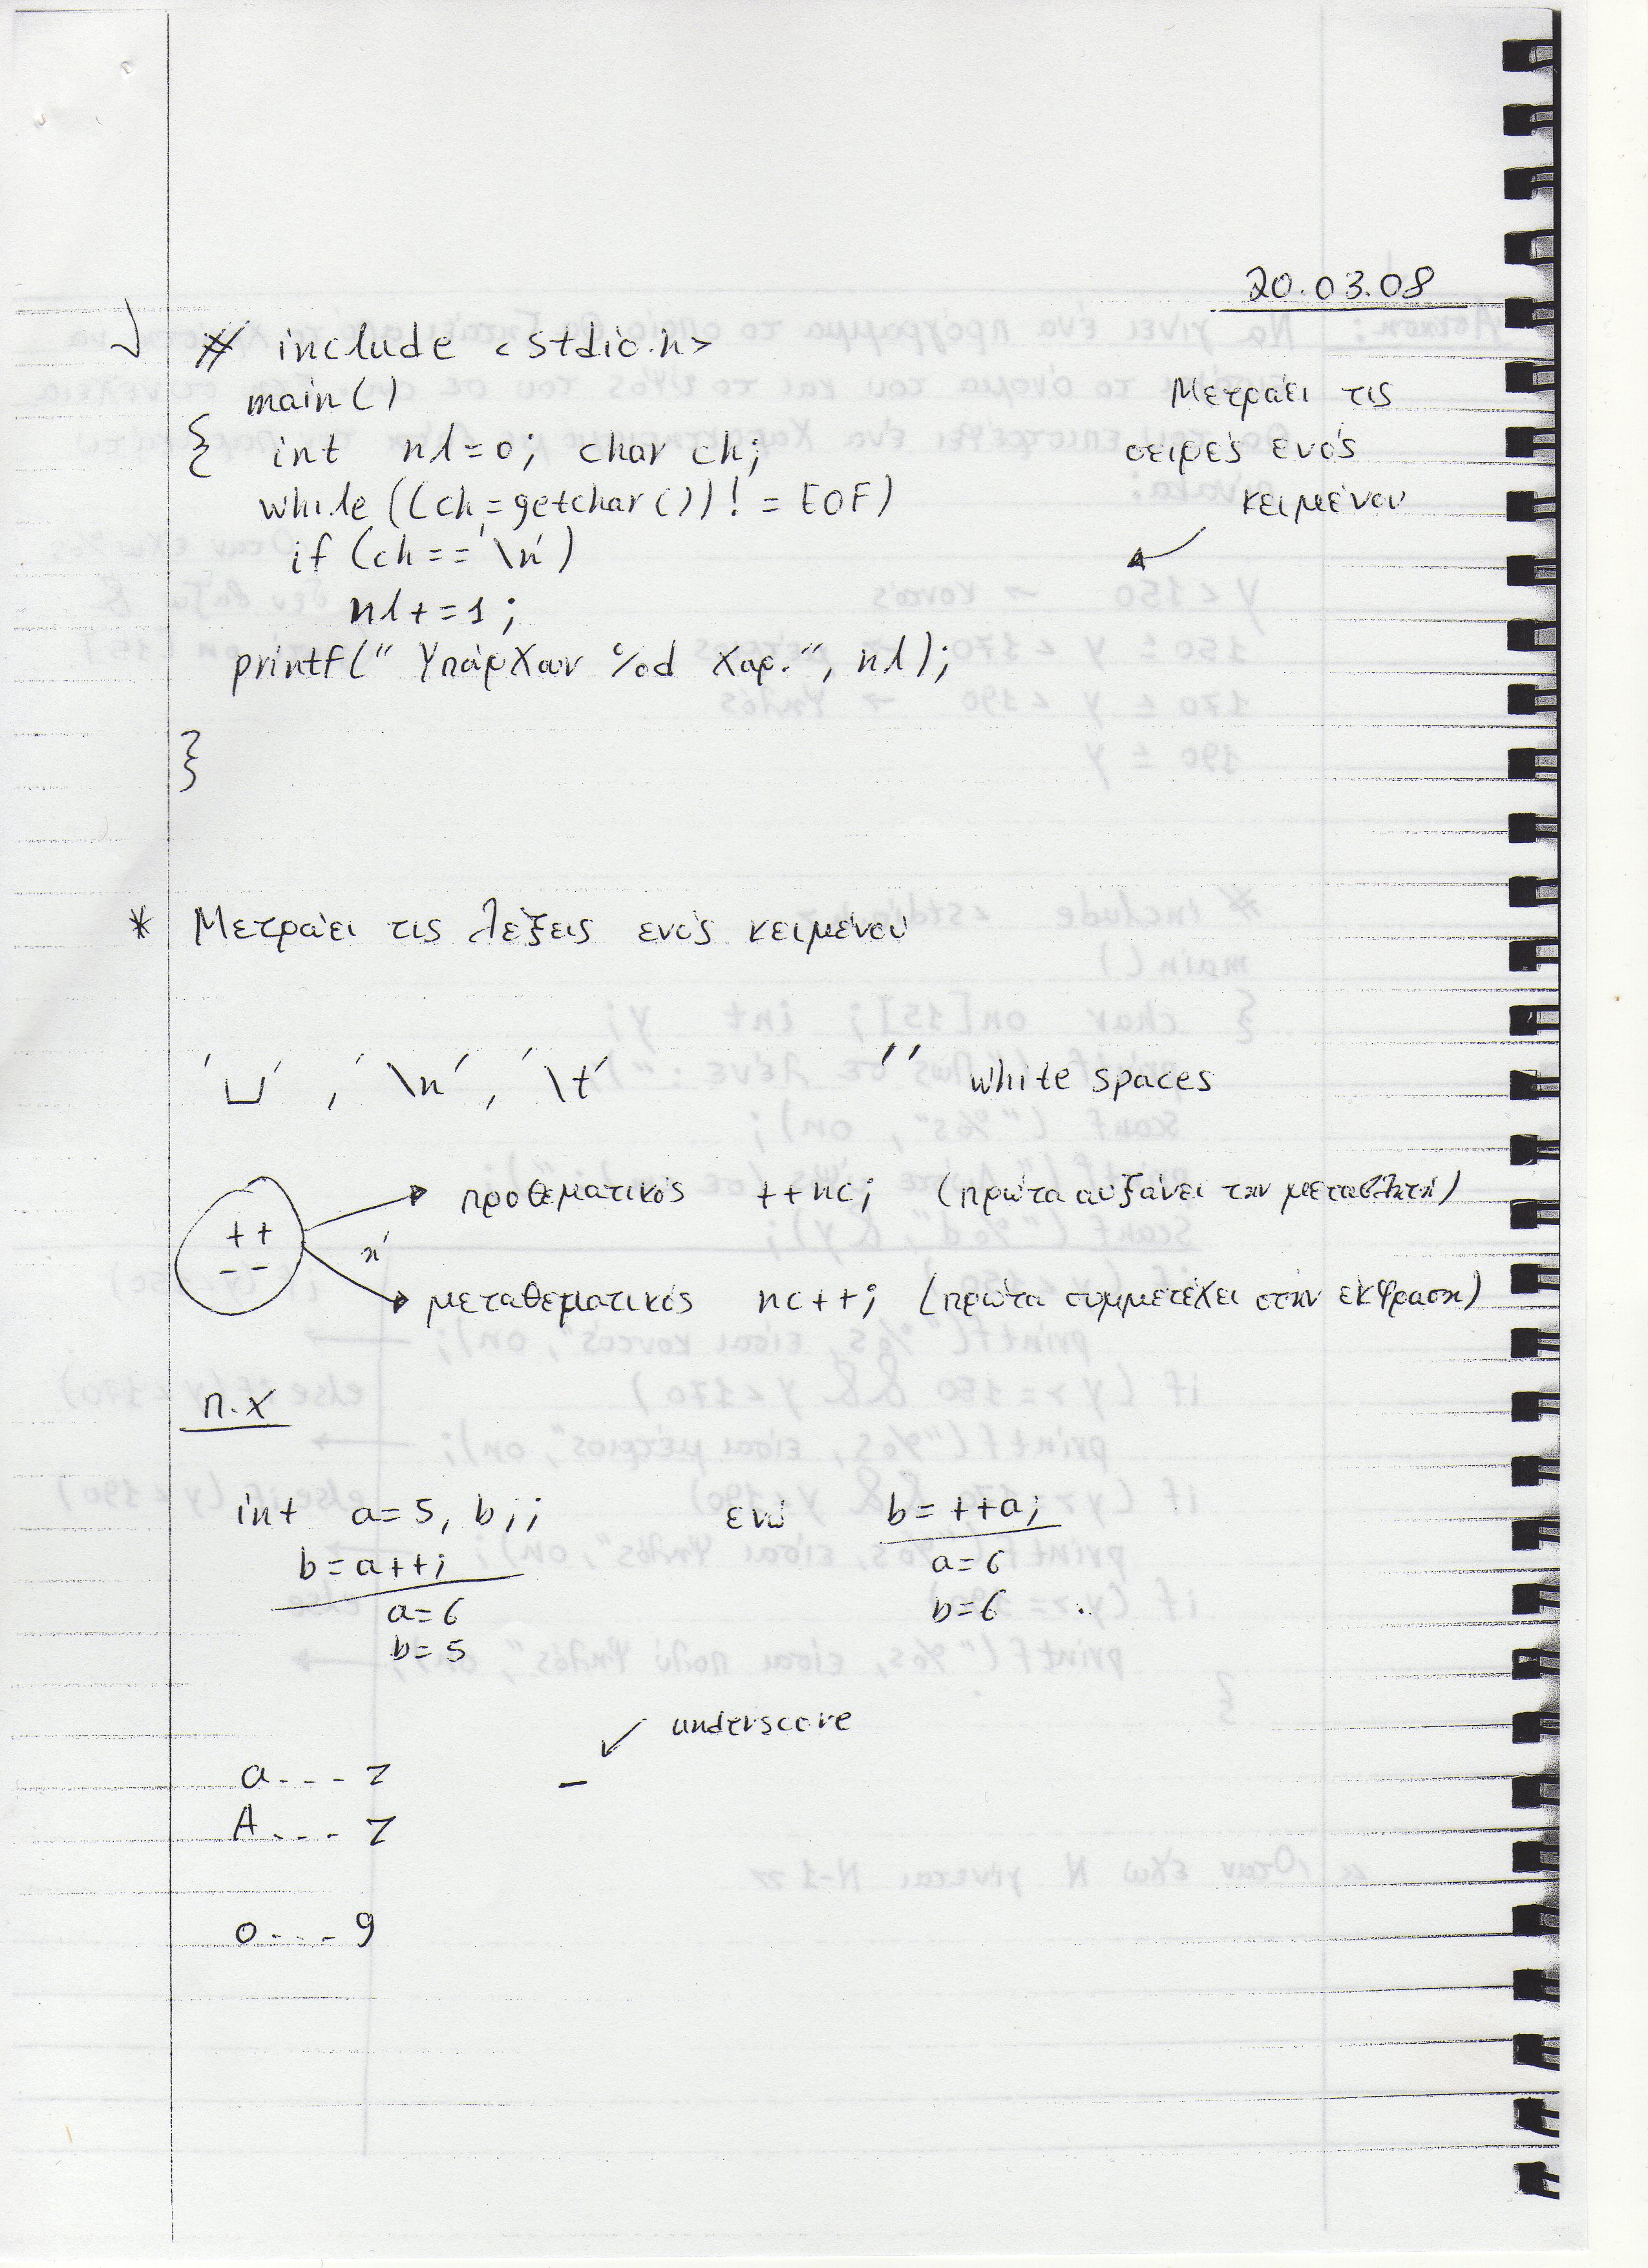 20.03.08
# include <stdio.h>
main()
{ int nl=0; char ch;
while ((ch=getchar())!=EOF)
if (ch=='\n')
nl+=1;
printf(" Υπάρχαν %d χαρ.", nl);
}
Μετράει τις
σειρές ενός
κειμένου
* Μετράει τις λέξεις ενός κειμένου
'␣' , '\n' , '\t' '' white spaces
++ --
προθεματικός ++nc; (πρώτα αυξάνει την μεταβλητή)
ή
μεταθεματικός nc++; (πρώτα συμμετέχει στην έκφραση)
π.χ
int a=5, b;; ενώ b=++a;
b=a++; a=6
a=6 b=6
b=5
underscore
a---z _
A---Z
0---9